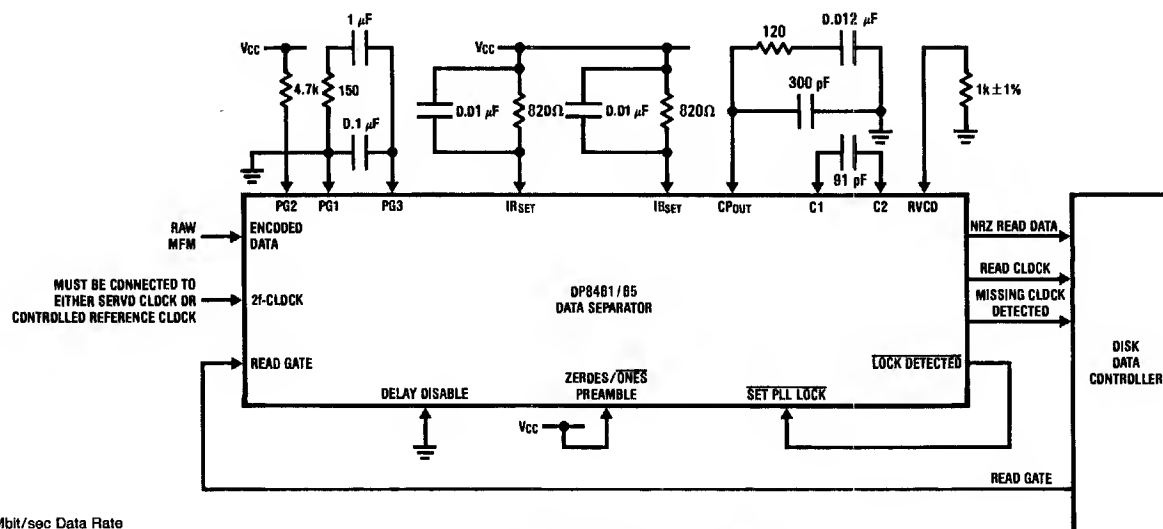 1 μF
VCC
4.7k
150
0.1 μF
VCC
0.01 μF
820Ω
0.01 μF
820Ω
120
0.012 μF
300 pF
91 pF
1k±1%
PG2
PG1
PG3
IRSET
IBSET
CPOUT
C1
C2
RVCO
RAW
MFM
ENCODED
DATA
MUST BE CONNECTED TO
EITHER SERVO CLOCK OR
CONTROLLED REFERENCE CLOCK
2f-CLOCK
READ GATE
DP8461/65
DATA SEPARATOR
DELAY DISABLE
ZEROES/ONES
PREAMBLE
VCC
SET PLL LOCK
LOCK DETECTED
NRZ READ DATA
READ CLOCK
MISSING CLOCK
DETECTED
DISK
DATA
CONTROLLER
READ GATE
Mbit/sec Data Rate